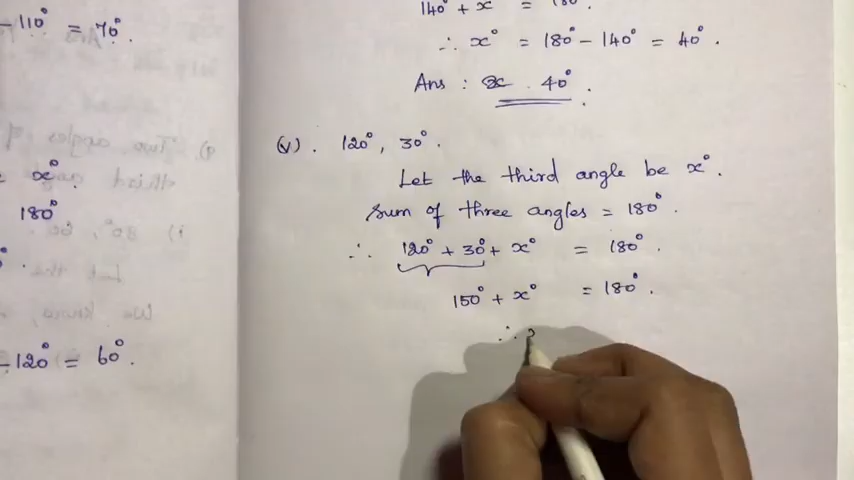 -110° = 70°.
x°.
180°
-120° = 60°.
140° + x = 180°.
∴ x° = 180° - 140° = 40°.
Ans : 40°.
(v). 120°, 30°.
Let the third angle be x°.
sum of three angles = 180°.
∴ 120° + 30° + x° = 180°.
150° + x° = 180°.
∴